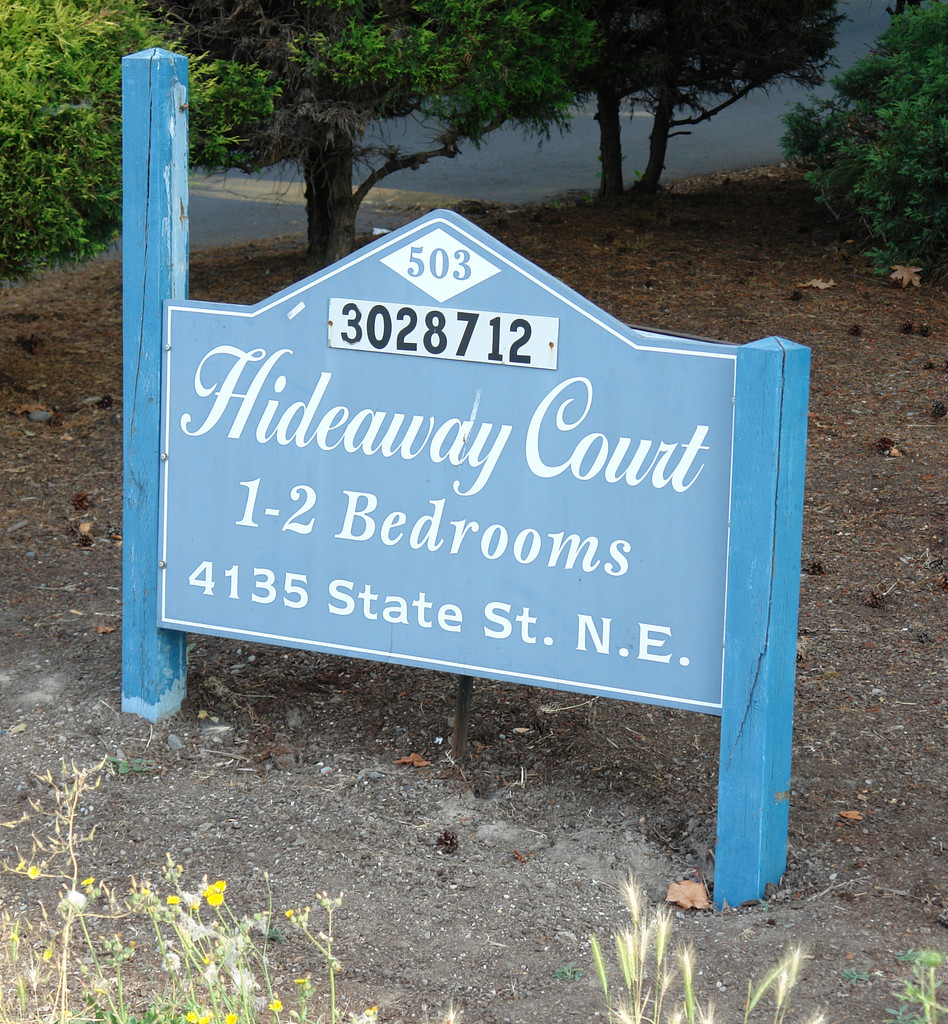 503
3028712
Hideaway Court
1-2 Bedrooms
4135 State St. N.E.